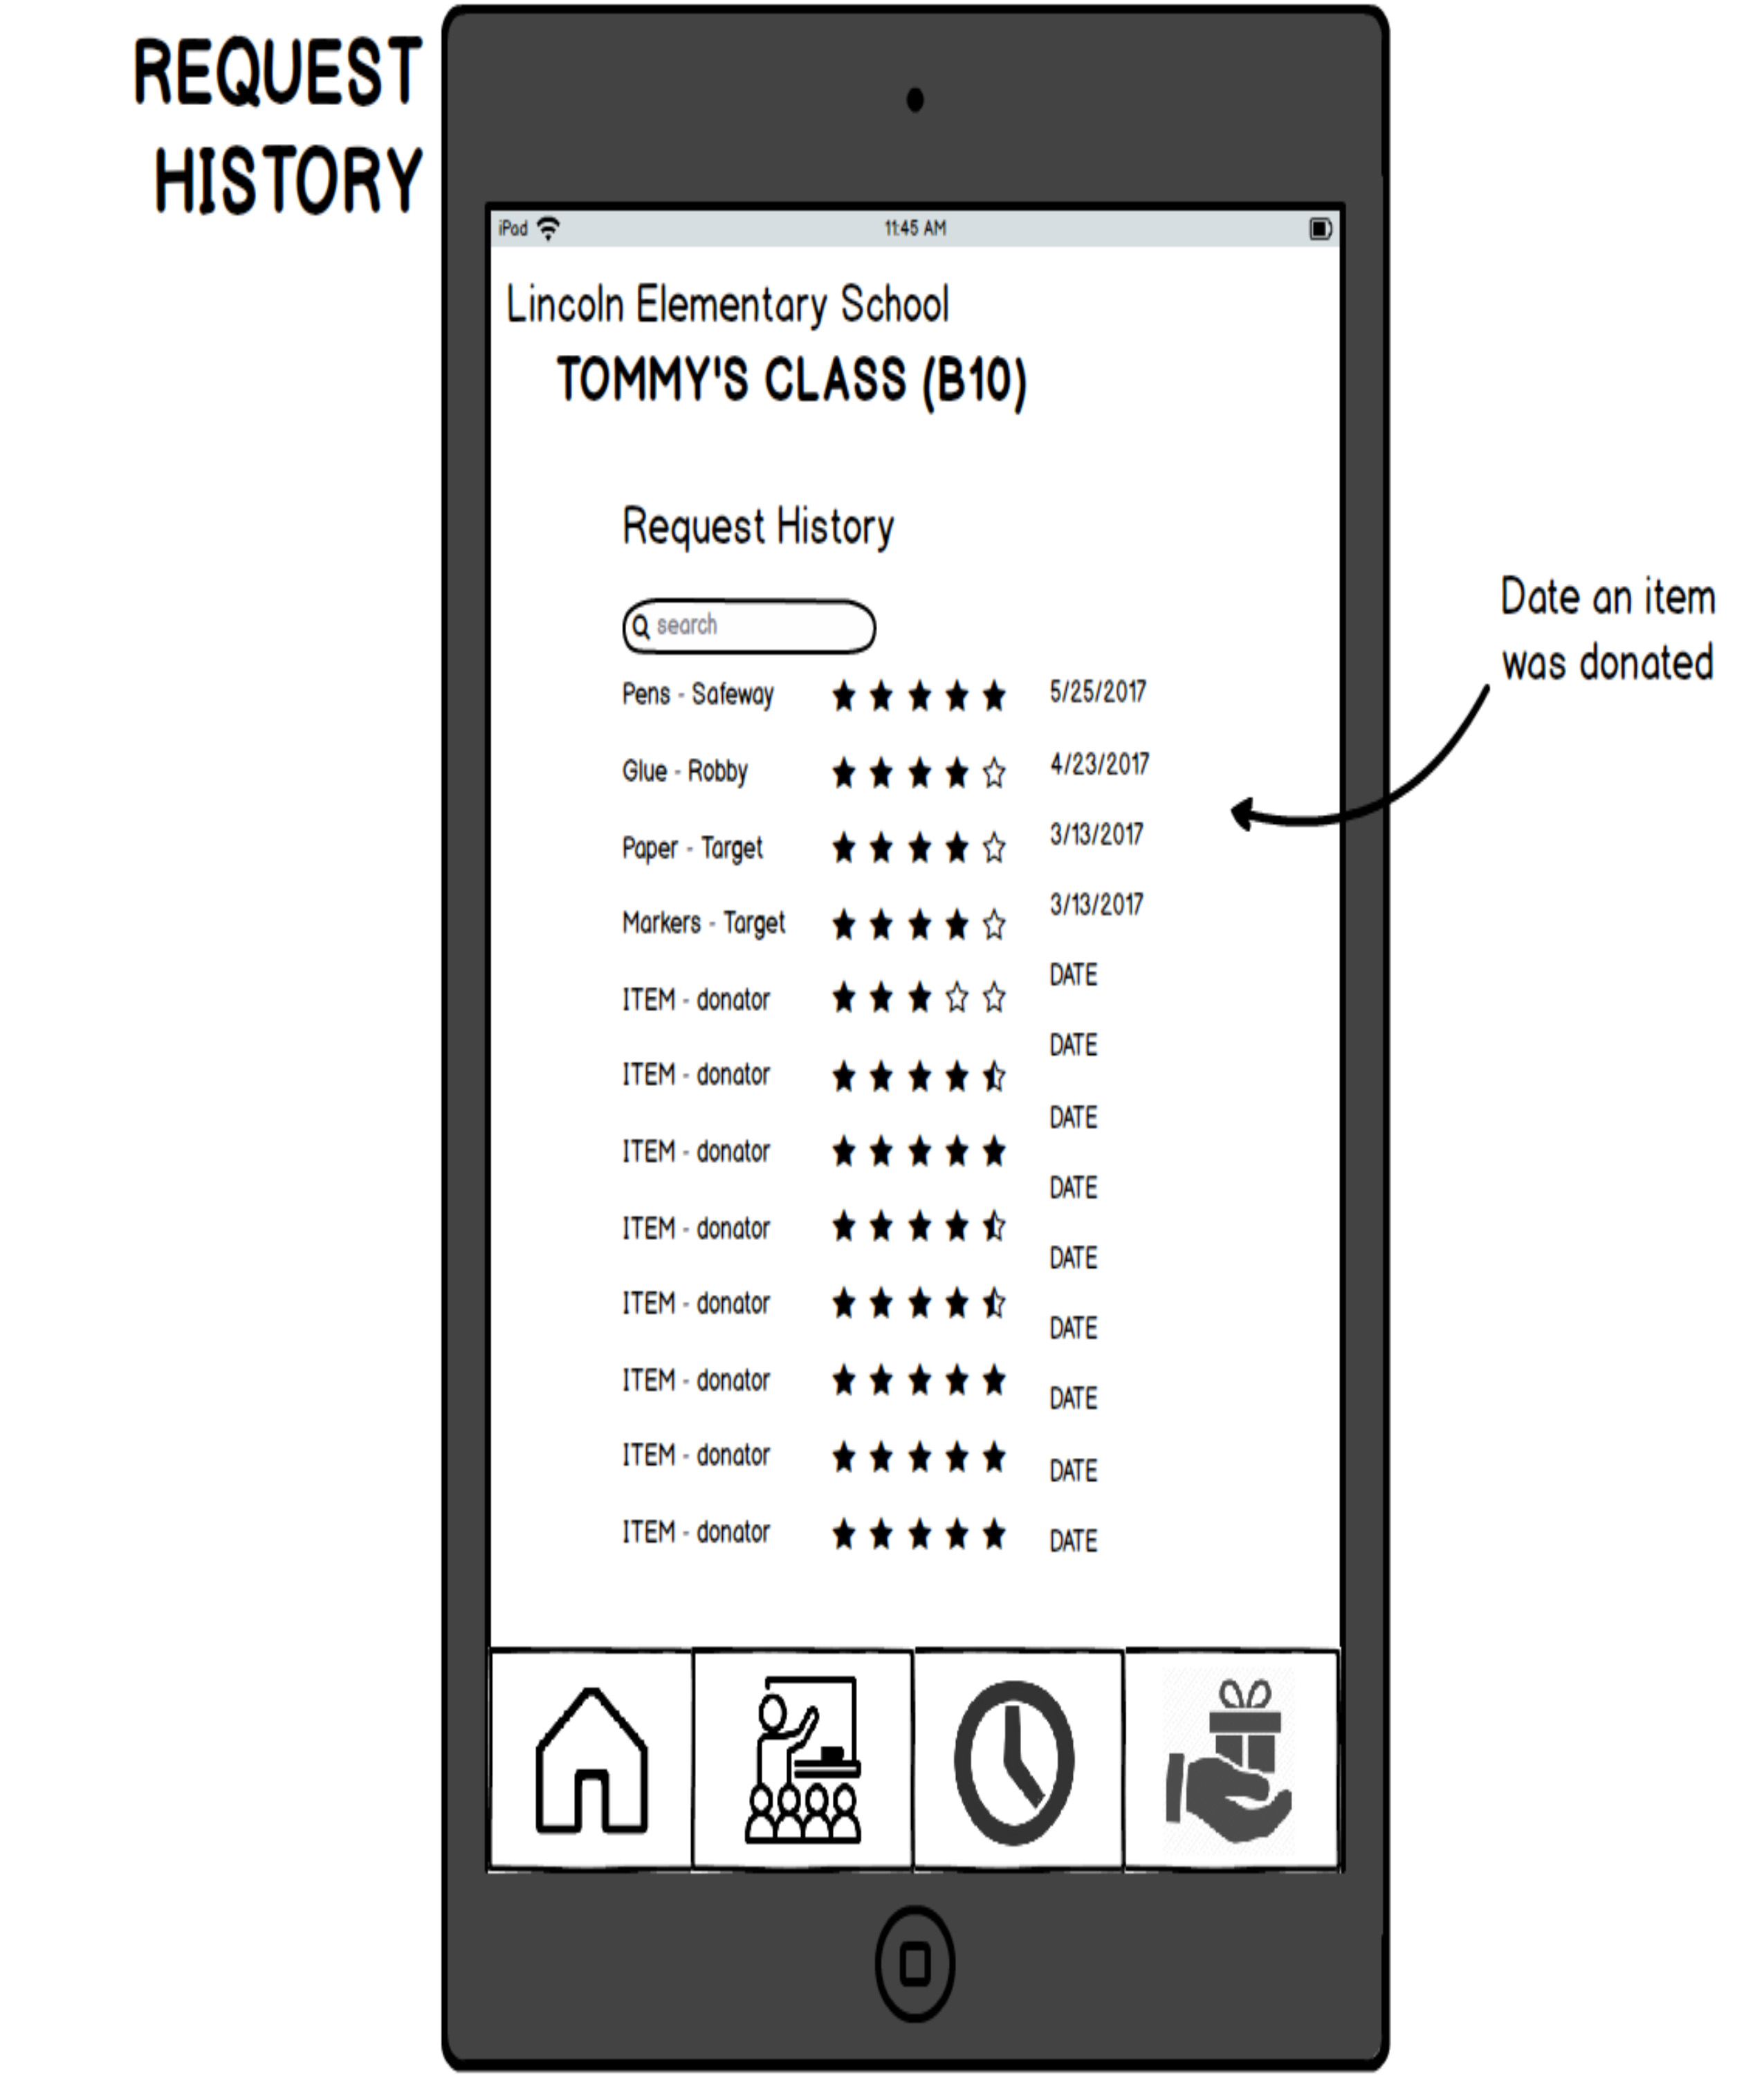 REQUEST
HISTORY
iPad 11:45 AM
Lincoln Elementary School
TOMMY'S CLASS (B10)
Request History
search
Date an item
was donated
Pens - Safeway 5/25/2017
Glue - Robby 4/23/2017
Paper - Target 3/13/2017
Markers - Target 3/13/2017
ITEM - donator DATE
ITEM - donator DATE
ITEM - donator DATE
ITEM - donator DATE
ITEM - donator DATE
ITEM - donator DATE
ITEM - donator DATE
ITEM - donator DATE
DATE